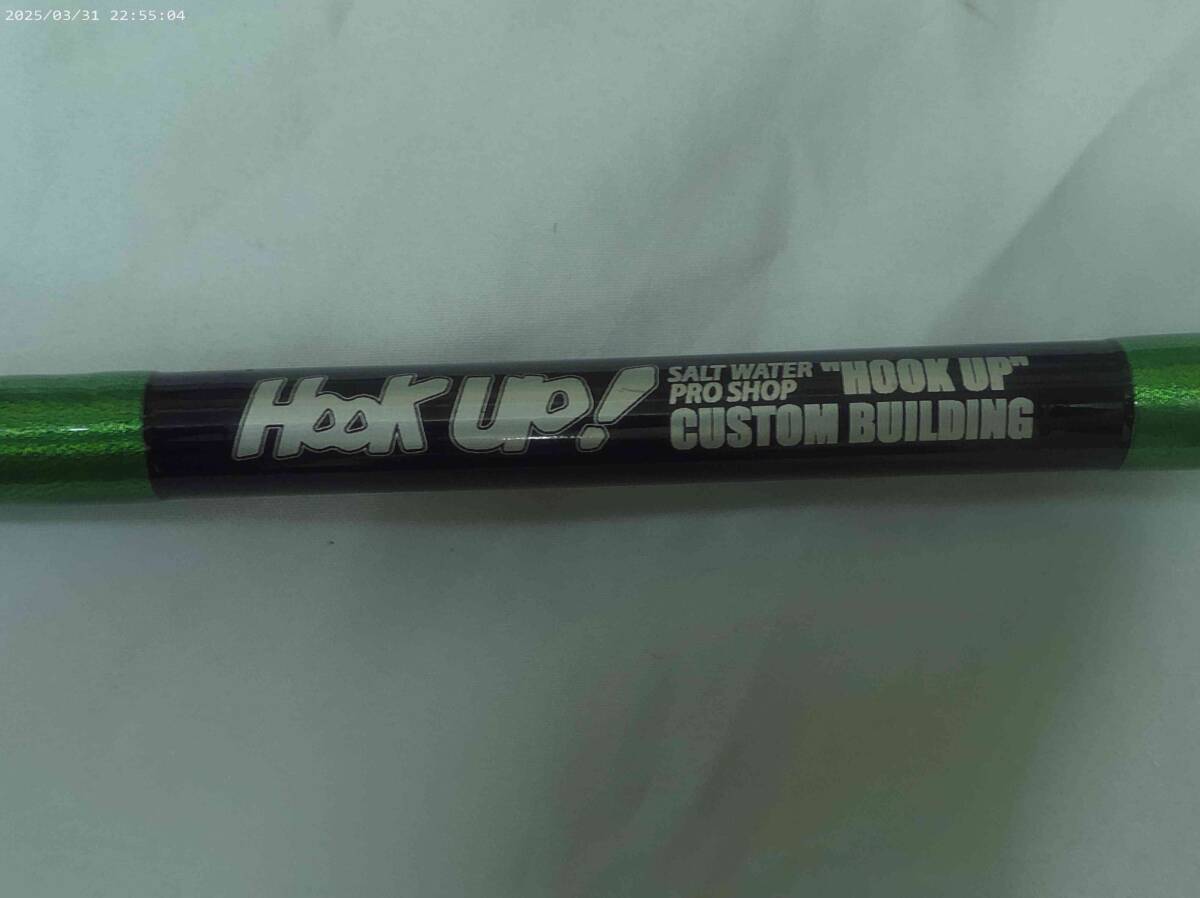 2025/03/31 22:55:04
HOOK UP!
SALT WATER
PRO SHOP
"HOOK UP"
CUSTOM BUILDING